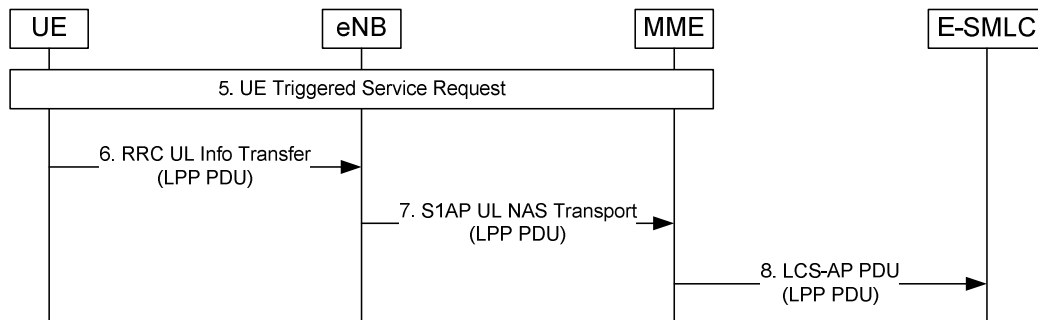 UE
eNB
MME
E-SMLC
5. UE Triggered Service Request
6. RRC UL Info Transfer
(LPP PDU)
7. S1AP UL NAS Transport
(LPP PDU)
8. LCS-AP PDU
(LPP PDU)